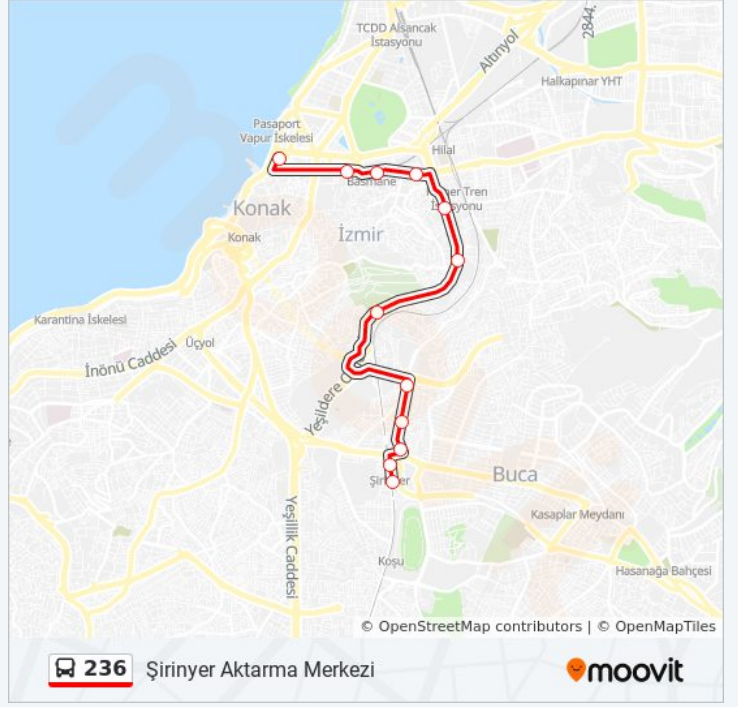 TCDD Alsancak
İstasyonu
Altınyol
2844.
Halkapınar YHT
Pasaport
Vapur İskelesi
Hilal
Basmane
Tren
Konak
İzmir
Konak
Karantina İskelesi
Üçyol
İnönü Caddesi
Yeşildere
Buca
Yeşillik Caddesi
Kasaplar Meydanı
Koşu
Hasanağa Bahçesi
© OpenStreetMap contributors | © OpenMapTiles
236 Şirinyer Aktarma Merkezi
moovit